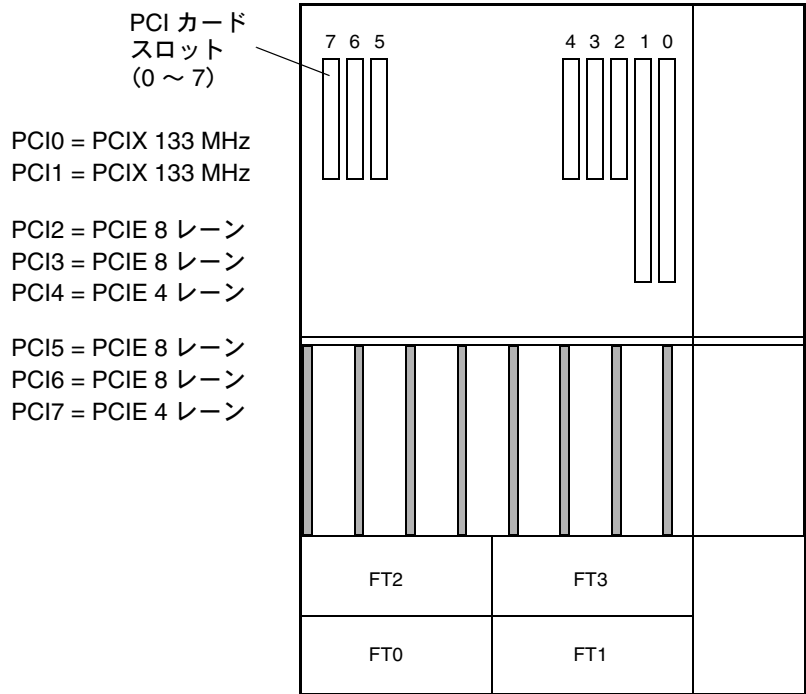 PCI カード
スロット
（0 ～ 7）
7 6 5 4 3 2 1 0
PCI0 = PCIX 133 MHz
PCI1 = PCIX 133 MHz
PCI2 = PCIE 8 レーン
PCI3 = PCIE 8 レーン
PCI4 = PCIE 4 レーン
PCI5 = PCIE 8 レーン
PCI6 = PCIE 8 レーン
PCI7 = PCIE 4 レーン
FT2 FT3
FT0 FT1